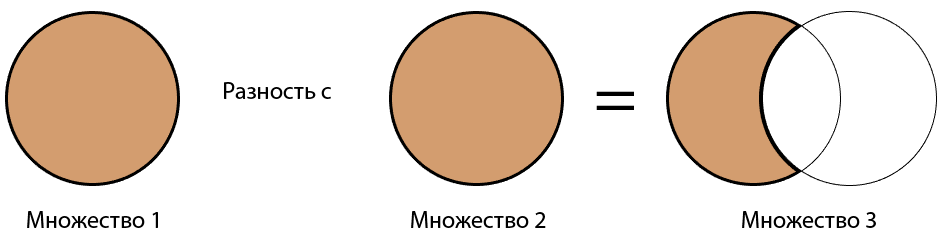 Разность с
=
Множество 1
Множество 2
Множество 3